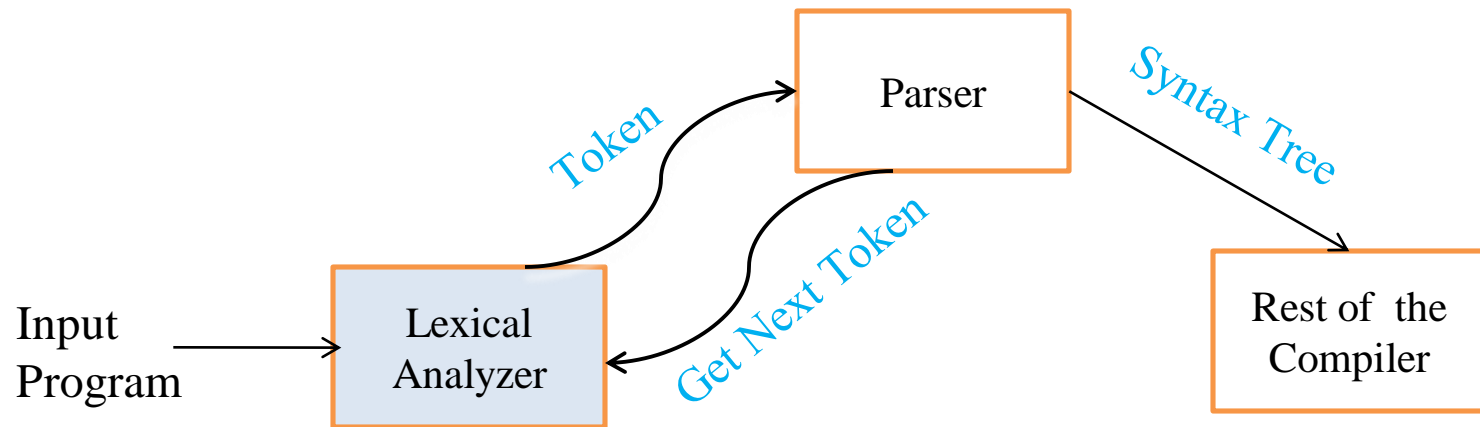 Parser
Syntax Tree
Token
Get Next Token
Input
Program
Lexical
Analyzer
Rest of the
Compiler